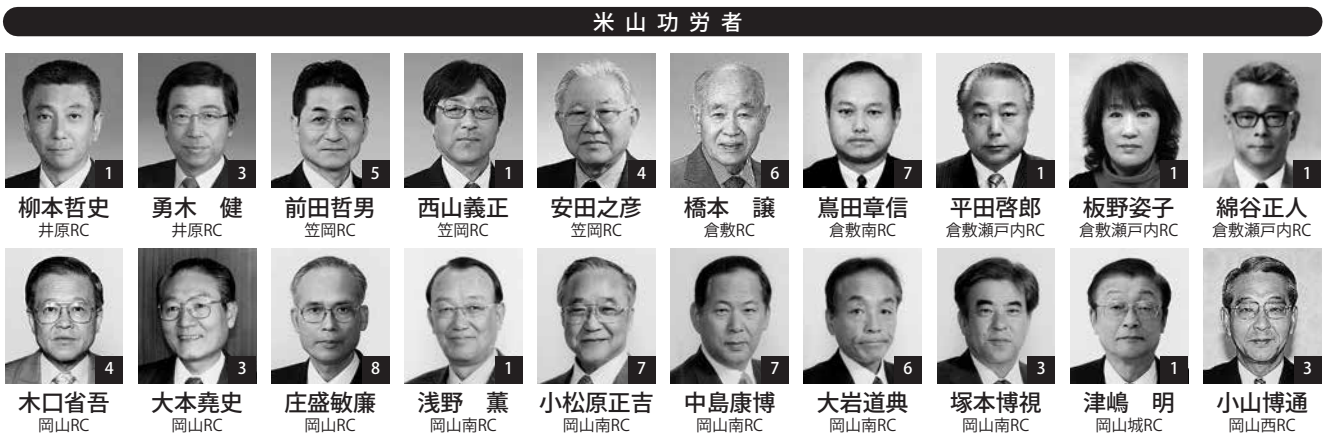 米山功労者
1 3 5 1 4 6 7 1 1 1
柳本哲史 勇木 健 前田哲男 西山義正 安田之彦 橋本 譲 嶌田章信 平田啓郎 板野姿子 綿谷正人
井原RC 井原RC 笠岡RC 笠岡RC 笠岡RC 倉敷RC 倉敷南RC 倉敷瀬戸内RC 倉敷瀬戸内RC 倉敷瀬戸内RC
4 3 8 1 7 7 6 3 1 3
木口省吾 大本堯史 庄盛敏廉 浅野 薫 小松原正吉 中島康博 大岩道典 塚本博視 津嶋 明 小山博通
岡山RC 岡山RC 岡山RC 岡山南RC 岡山南RC 岡山南RC 岡山南RC 岡山南RC 岡山城RC 岡山西RC